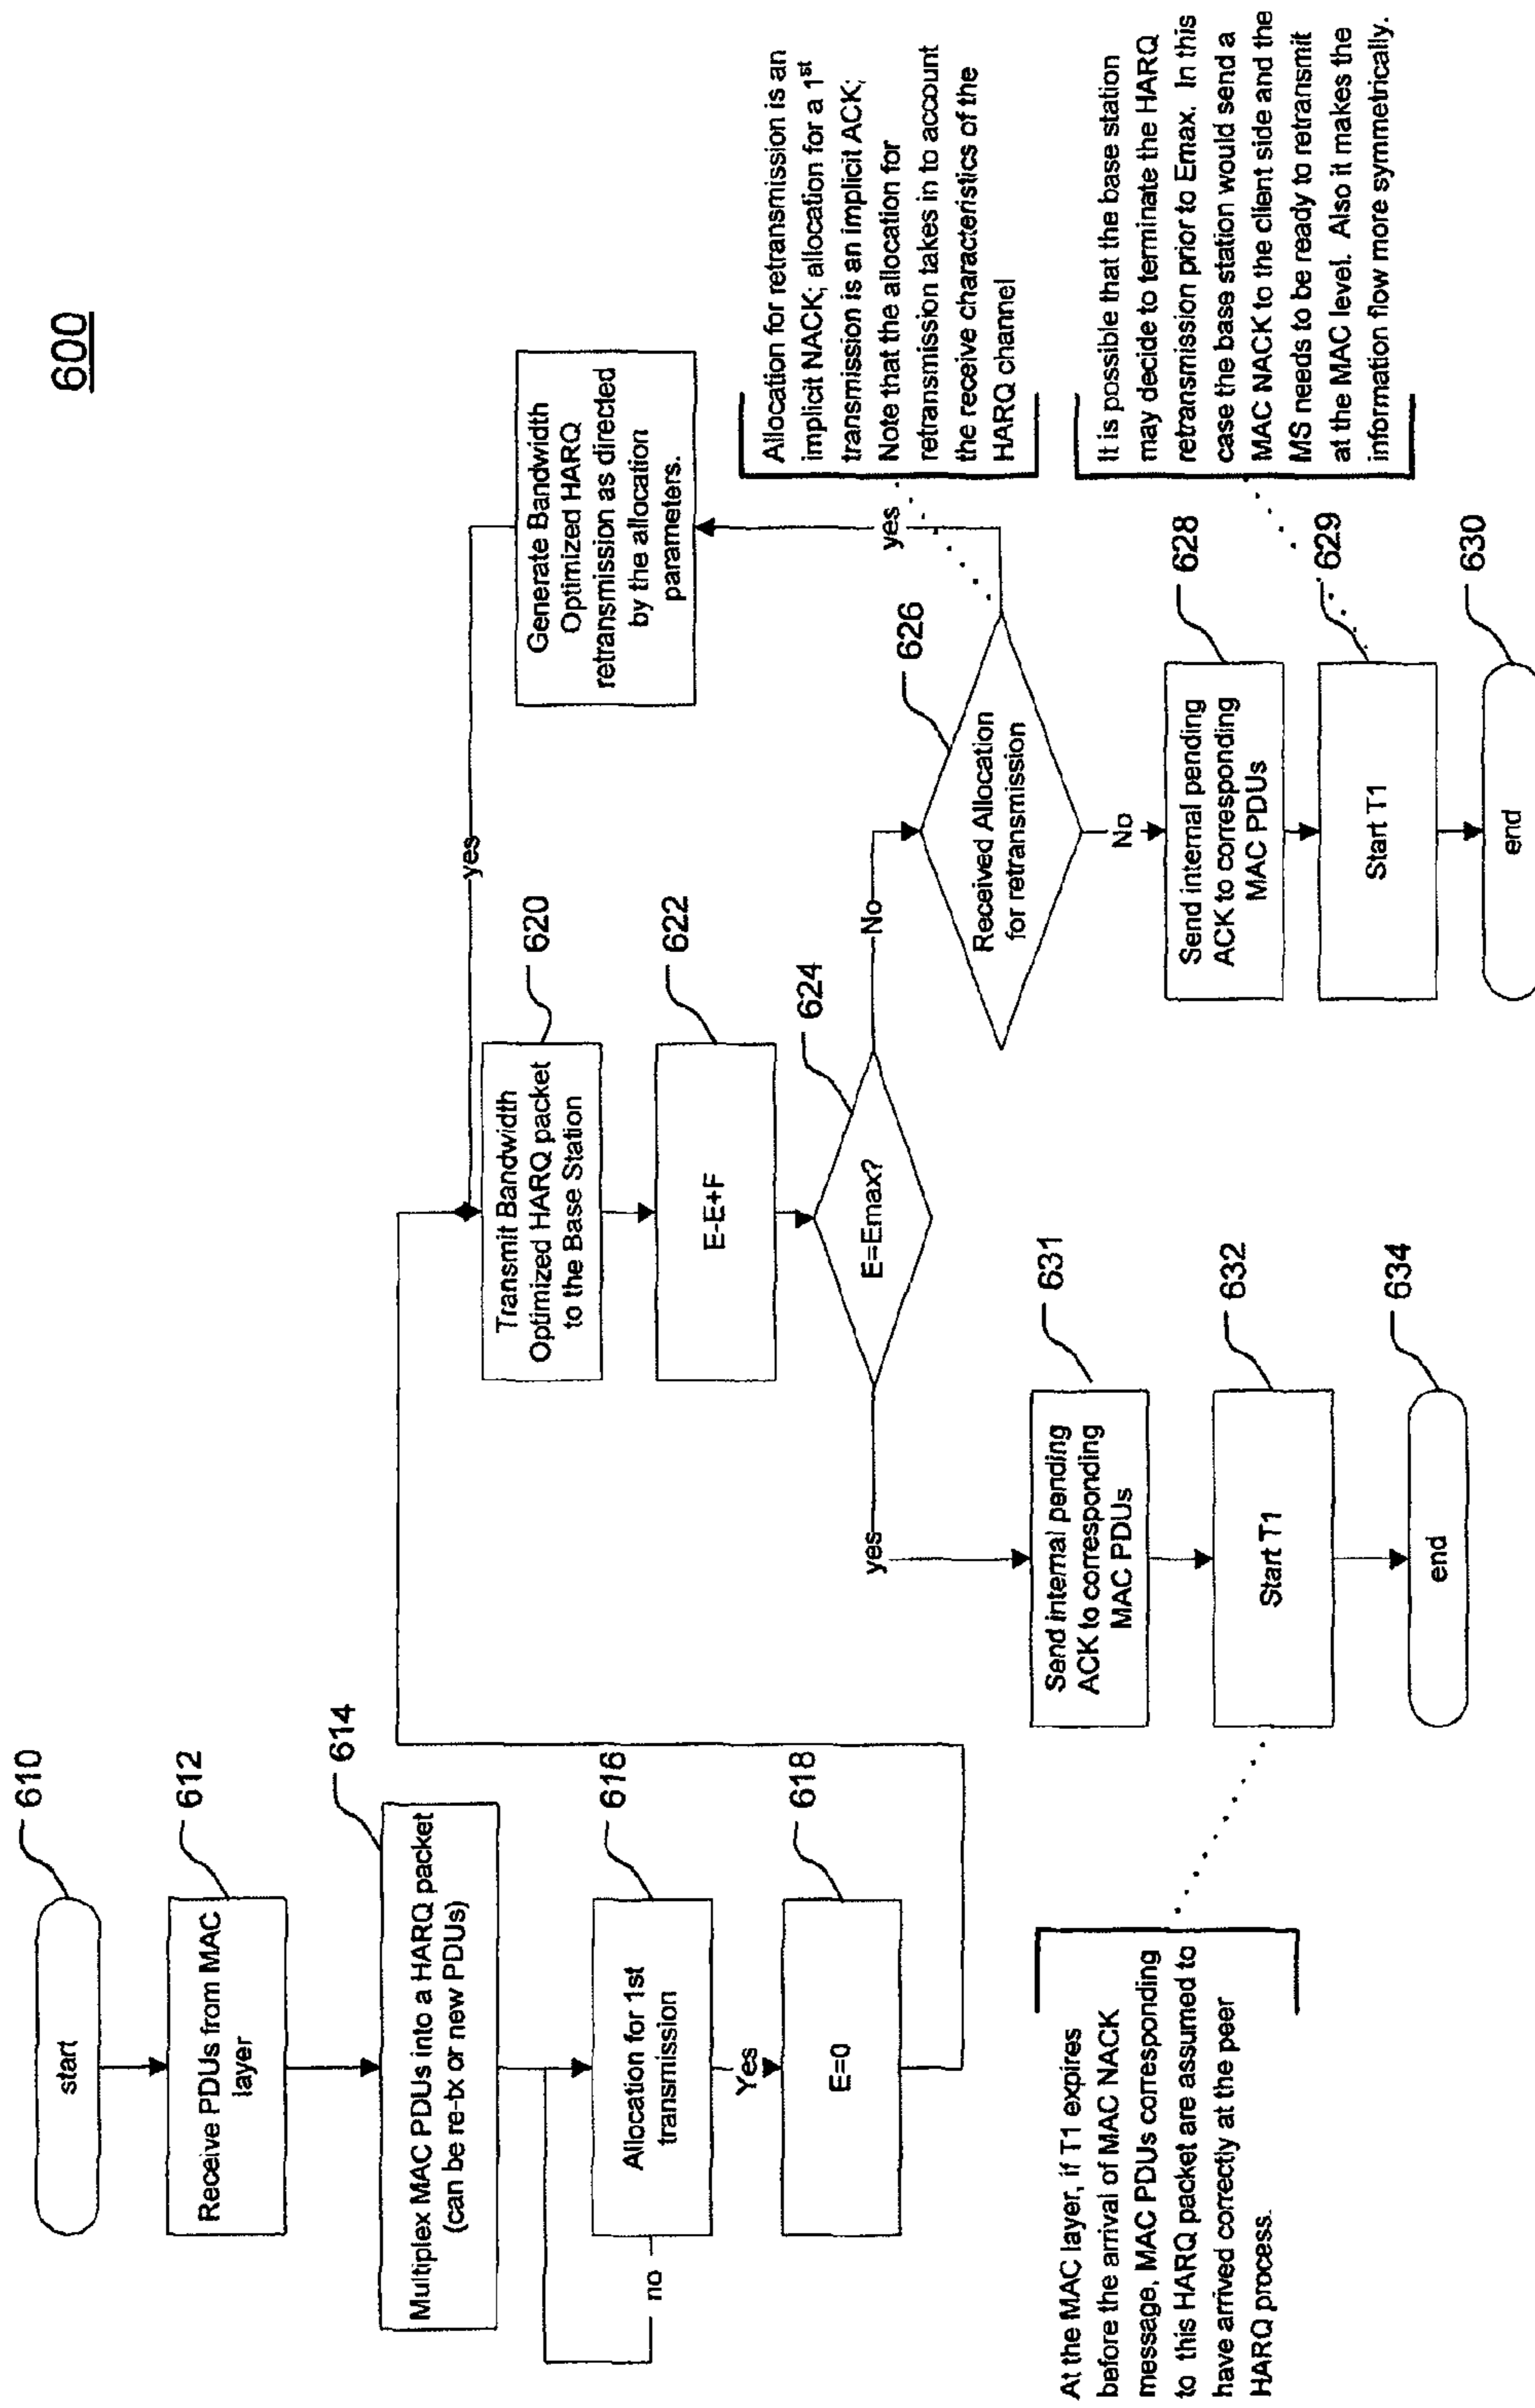 600
start
610
Receive PDUs from MAC
layer
612
Multiplex MAC PDUs into a HARQ packet
(can be re-tx or new PDUs)
614
Allocation for 1st
transmission
616
no
Yes
E=0
618
yes
Transmit Bandwidth
Optimized HARQ packet
to the Base Station
620
E-E+F
622
E=Emax?
624
yes
No
Send internal pending
ACK to corresponding
MAC PDUs
631
Start T1
632
end
634
At the MAC layer, if T1 expires
before the arrival of MAC NACK
message, MAC PDUs corresponding
to this HARQ packet are assumed to
have arrived correctly at the peer
HARQ process.
Generate Bandwidth
Optimized HARQ
retransmission as directed
by the allocation
parameters.
yes
Received Allocation
for retransmission
626
No
Send internal pending
ACK to corresponding
MAC PDUs
628
Start T1
629
end
630
Allocation for retransmission is an
implicit NACK; allocation for a 1st
transmission is an implicit ACK;
Note that the allocation for
retransmission takes in to account
the receive characteristics of the
HARQ channel
It is possible that the base station
may decide to terminate the HARQ
retransmission prior to Emax. In this
case the base station would send a
MAC NACK to the client side and the
MS needs to be ready to retransmit
at the MAC level. Also it makes the
information flow more symmetrically.